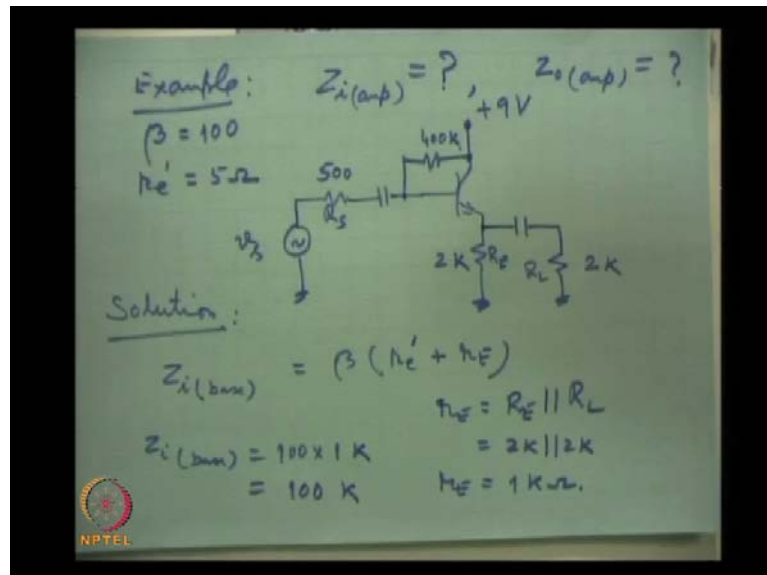 Example: Zi(amp) = ?, Zo(amp) = ?
β = 100
re' = 5Ω
+9V
400K
500
Rs
vs
2K RE
RL 2K
Solution:
Zi(base) = β (re' + rE)
rE = RE || RL
Zi(base) = 100 x 1 K
= 2K || 2K
= 100 K
rE = 1 KΩ.
NPTEL